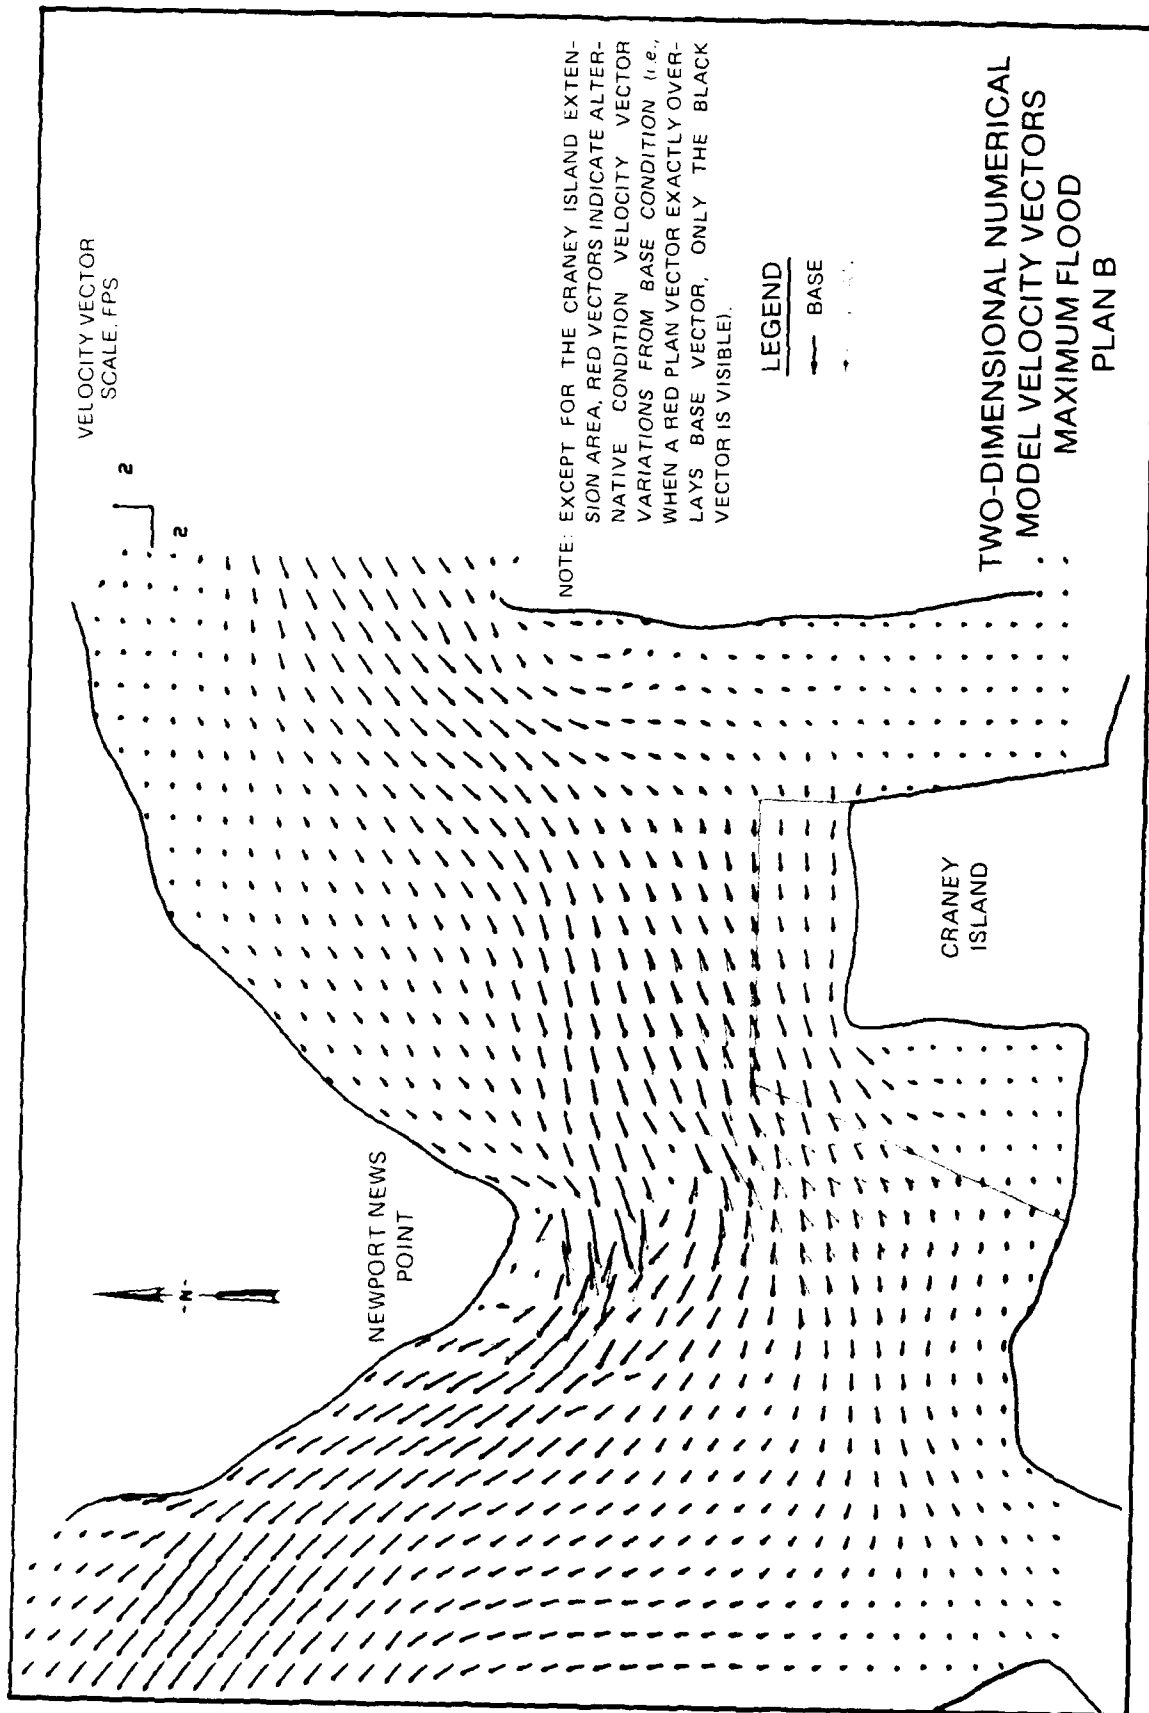 VELOCITY VECTOR
SCALE, FPS
2
2
-N-
NEWPORT NEWS
POINT
NOTE: EXCEPT FOR THE CRANEY ISLAND EXTEN-
SION AREA, RED VECTORS INDICATE ALTER-
NATIVE CONDITION VELOCITY VECTOR
VARIATIONS FROM BASE CONDITION (i.e.,
WHEN A RED PLAN VECTOR EXACTLY OVER-
LAYS BASE VECTOR, ONLY THE BLACK
VECTOR IS VISIBLE).
LEGEND
BASE
CRANEY
ISLAND
TWO-DIMENSIONAL NUMERICAL
MODEL VELOCITY VECTORS
MAXIMUM FLOOD
PLAN B